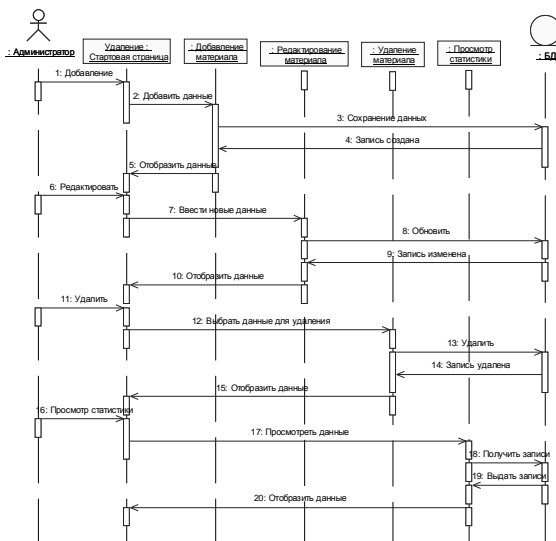 : Администратор
Удаление :
Стартовая страница
: Добавление
материала
: Редактирование
материала
: Удаление
материала
: Просмотр
статистики
: БД
1: Добавление
2: Добавить данные
3: Сохранение данных
4: Запись создана
5: Отобразить данные
6: Редактировать
7: Ввести новые данные
8: Обновить
9: Запись изменена
10: Отобразить данные
11: Удалить
12: Выбрать данные для удаления
13: Удалить
14: Запись удалена
15: Отобразить данные
16: Просмотр статистики
17: Просмотреть данные
18: Получить записи
19: Выдать записи
20: Отобразить данные